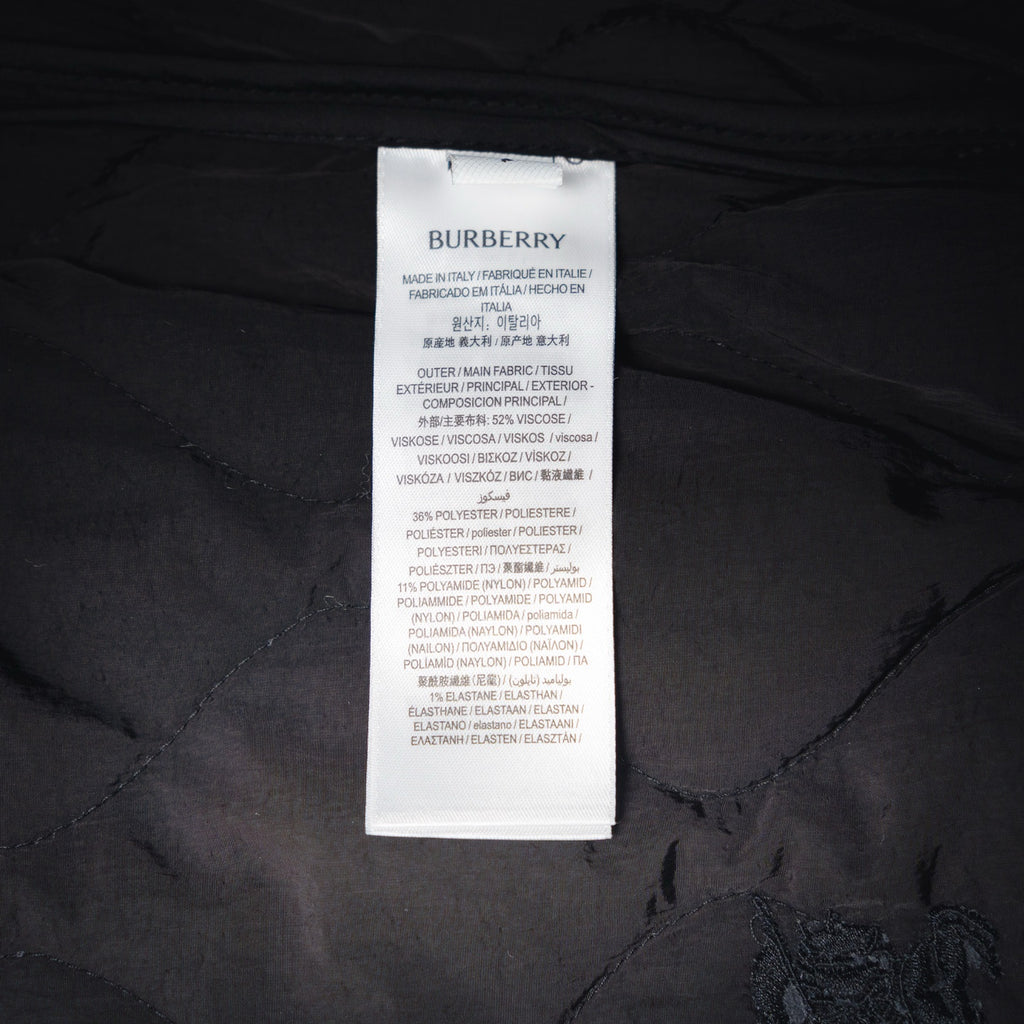 BURBERRY
MADE IN ITALY / FABRIQUÉ EN ITALIE /
FABRICADO EM ITÁLIA / HECHO EN
ITALIA
원산지: 이탈리아
原産地 義大利 / 原产地 意大利
OUTER / MAIN FABRIC / TISSU
EXTÉRIEUR / PRINCIPAL / EXTERIOR -
COMPOSICION PRINCIPAL /
外部/主要布料: 52% VISCOSE /
VISKOSE / VISCOSA / VISKOS / viscosa /
VISKOOSI / ΒΙΣΚΟΖ / VİSKOZ /
VISKÓZA / VISZKÓZ / ВИС / 黏液纖維 /
فيسكوز
36% POLYESTER / POLIESTERE /
POLIÉSTER / poliester / POLIESTER /
POLYESTERI / ΠΟΛΥΕΣΤΕΡΑΣ /
POLIÉSZTER / ПЭ / 聚酯纖維 / بوليستر /
11% POLYAMIDE (NYLON) / POLYAMID /
POLIAMMIDE / POLYAMIDE / POLYAMID
(NYLON) / POLIAMIDA / poliamida /
POLIAMIDA (NAYLON) / POLYAMIDI
(NAILON) / ΠΟΛΥΑΜΙΔΙΟ (ΝΑΪΛΟΝ) /
POLİAMİD (NAYLON) / POLIAMID / ПА
聚酰胺纖維 (尼龍) / بولياميد (نايلون) /
1% ELASTANE / ELASTHAN /
ÉLASTHANE / ELASTAAN / ELASTAN /
ELASTANO / elastano / ELASTAANI /
ΕΛΑΣΤΑΝΗ / ELASTEN / ELASZTÁN /